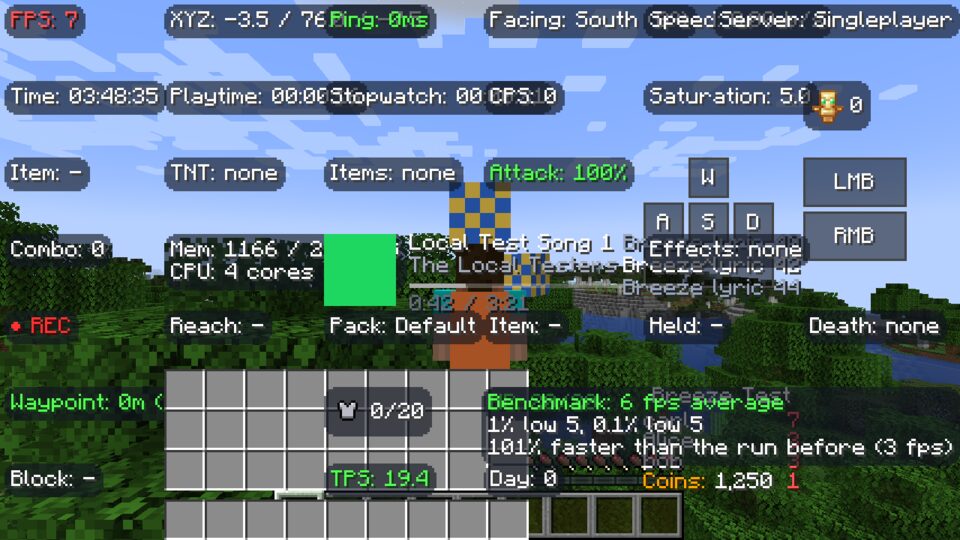 FPS: 7
XYZ: -3.5 / 76
Ping: 0ms
Facing: South
Speed
Server: Singleplayer
Time: 03:48:35
Playtime: 00:00
Stopwatch: 00
CPS: 0
Saturation: 5.0
0
Item: -
TNT: none
Items: none
Attack: 100%
W
LMB
A S D
RMB
Combo: 0
Mem: 1166 / 2
CPU: 4 cores
Local Test Song 1
The Local Testers
0:42 / 3:21
Effects: none
Breeze lyric 42
Breeze lyric 44
● REC
Reach: -
Pack: Default
Item: -
Held: -
Death: none
Waypoint: 0m (
0/20
Breeze Test
Benchmark: 6 fps average
7
1% low 5, 0.1% low 5
101% faster than the run before (3 fps)
Block: -
TPS: 19.4
Day: 0
Coins: 1,250
1